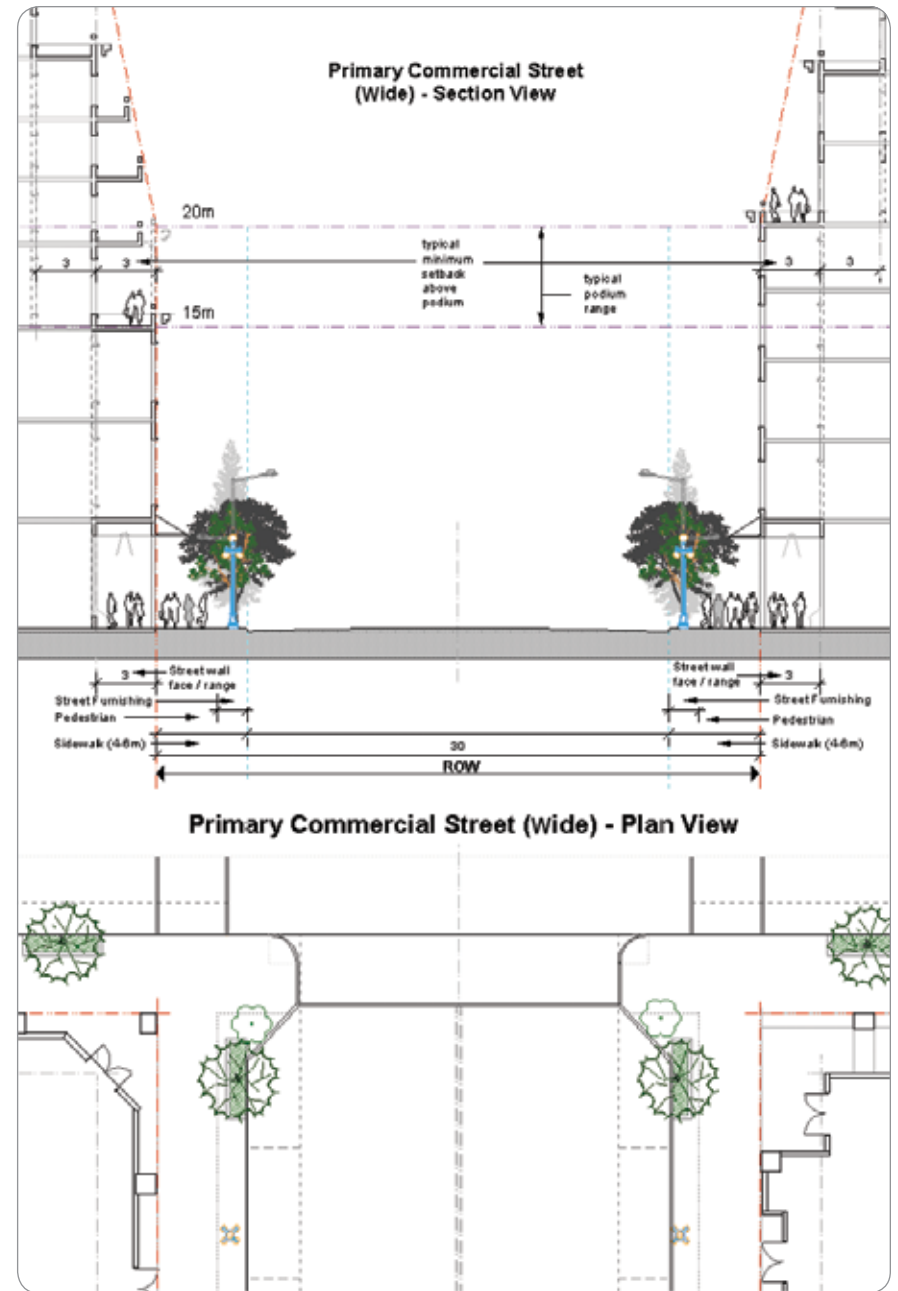 Primary Commercial Street
(Wide) - Section View
20m
typical
minimum
setback
above
podium
3
3
3
3
typical
podium
range
15m
3
Street wall
face / range
Street Furnishing
Pedestrian
Sidewalk (4-6m)
Street wall
face / range
3
Street Furnishing
Pedestrian
Sidewalk (4-6m)
30
ROW
Primary Commercial Street (Wide) - Plan View